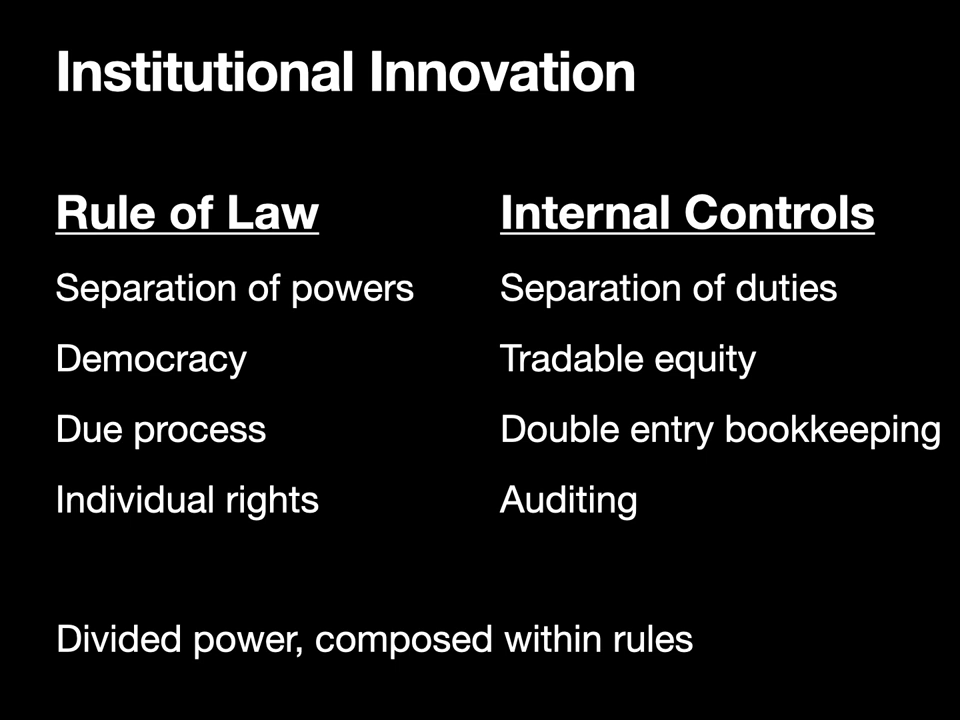 Institutional Innovation
Rule of Law
Separation of powers
Democracy
Due process
Individual rights
Internal Controls
Separation of duties
Tradable equity
Double entry bookkeeping
Auditing
Divided power, composed within rules